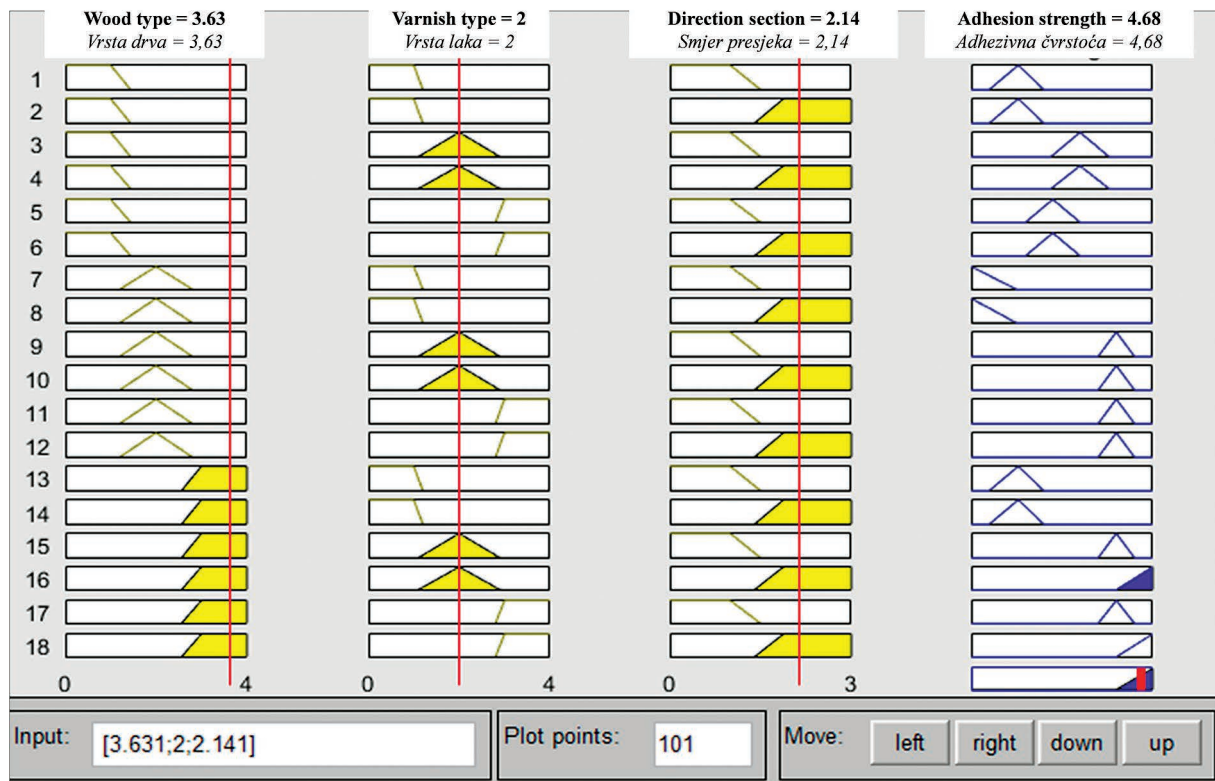 Wood type = 3.63
Vrsta drva = 3,63
Varnish type = 2
Vrsta laka = 2
Direction section = 2.14
Smjer presjeka = 2,14
Adhesion strength = 4.68
Adhezivna čvrstoća = 4,68
1
2
3
4
5
6
7
8
9
10
11
12
13
14
15
16
17
18
0 4 0 4 0 3
Input: [3.631;2;2.141] Plot points: 101 Move: left right down up